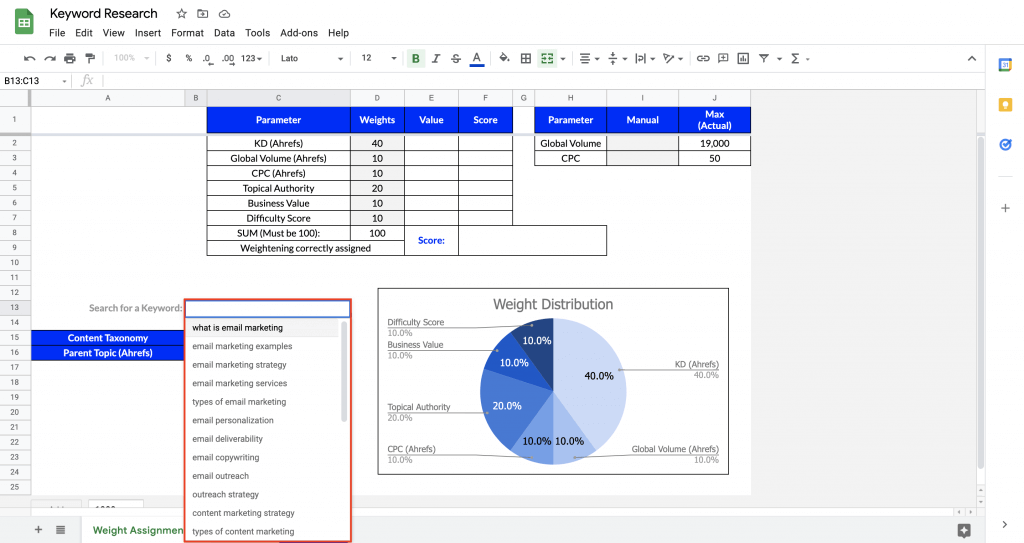 Keyword Research
File Edit View Insert Format Data Tools Add-ons Help
100% $ % .0 .00 123 Lato 12 B I S A
B13:C13 fx
A B C D E F G H I J
1 Parameter Weights Value Score Parameter Manual Max (Actual)
2 KD (Ahrefs) 40 Global Volume 19,000
3 Global Volume (Ahrefs) 10 CPC 50
4 CPC (Ahrefs) 10
5 Topical Authority 20
6 Business Value 10
7 Difficulty Score 10
8 SUM (Must be 100): 100
Score:
9 Weightening correctly assigned
10
11
12
13 Search for a Keyword:
14
15 Content Taxonomy
16 Parent Topic (Ahrefs)
17
18
19
20
21
22
23
24
25
what is email marketing
email marketing examples
email marketing strategy
email marketing services
types of email marketing
email personalization
email deliverability
email copywriting
email outreach
outreach strategy
content marketing strategy
types of content marketing
Weight Distribution
Difficulty Score
10.0%
Business Value
10.0%
Topical Authority
20.0%
CPC (Ahrefs)
10.0%
KD (Ahrefs)
40.0%
Global Volume (Ahrefs)
10.0%
10.0%
10.0%
20.0%
10.0%
10.0%
40.0%
Weight Assignmen
31